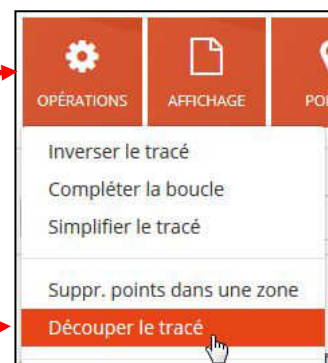 OPÉRATIONS AFFICHAGE
Inverser le tracé
Compléter la boucle
Simplifier le tracé
Suppr. points dans une zone
Découper le tracé